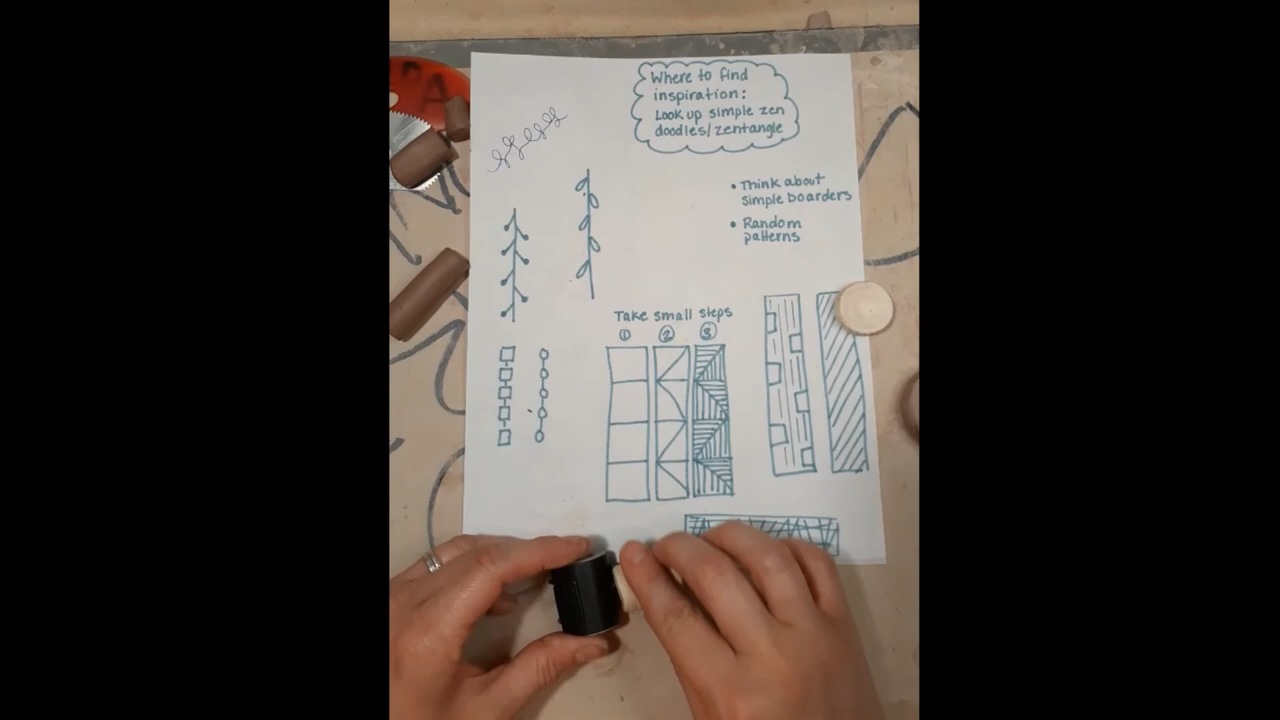 Where to find
inspiration:
Look up simple zen
doodles/zentangle
• Think about
simple boarders
• Random
patterns
Take small steps
1 2 3
A